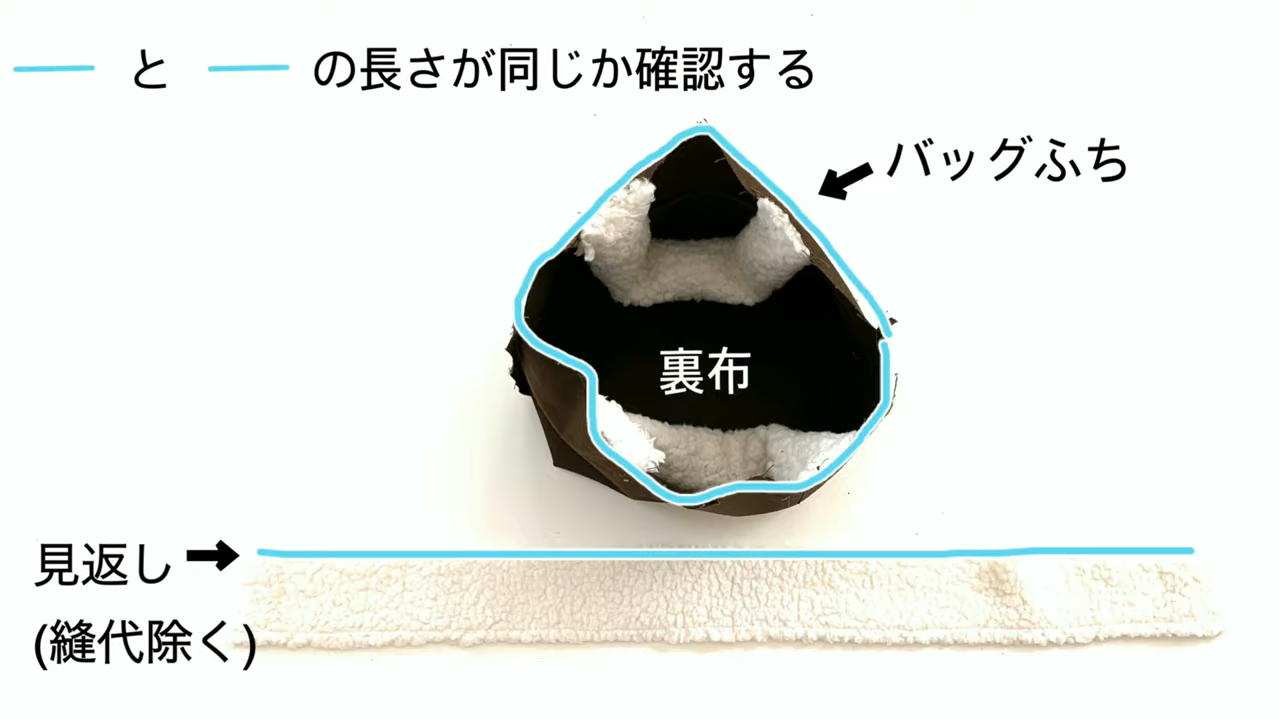 と の長さが同じか確認する
バッグふち
裏布
見返し
(縫代除く)